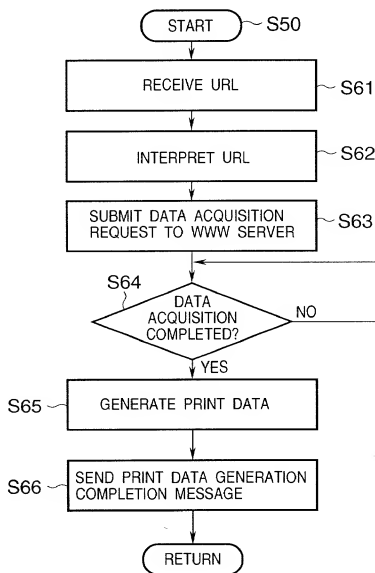 START
S50
RECEIVE URL
S61
INTERPRET URL
S62
SUBMIT DATA ACQUISITION
REQUEST TO WWW SERVER
S63
S64
DATA
ACQUISITION
COMPLETED?
NO
YES
S65
GENERATE PRINT DATA
S66
SEND PRINT DATA GENERATION
COMPLETION MESSAGE
RETURN